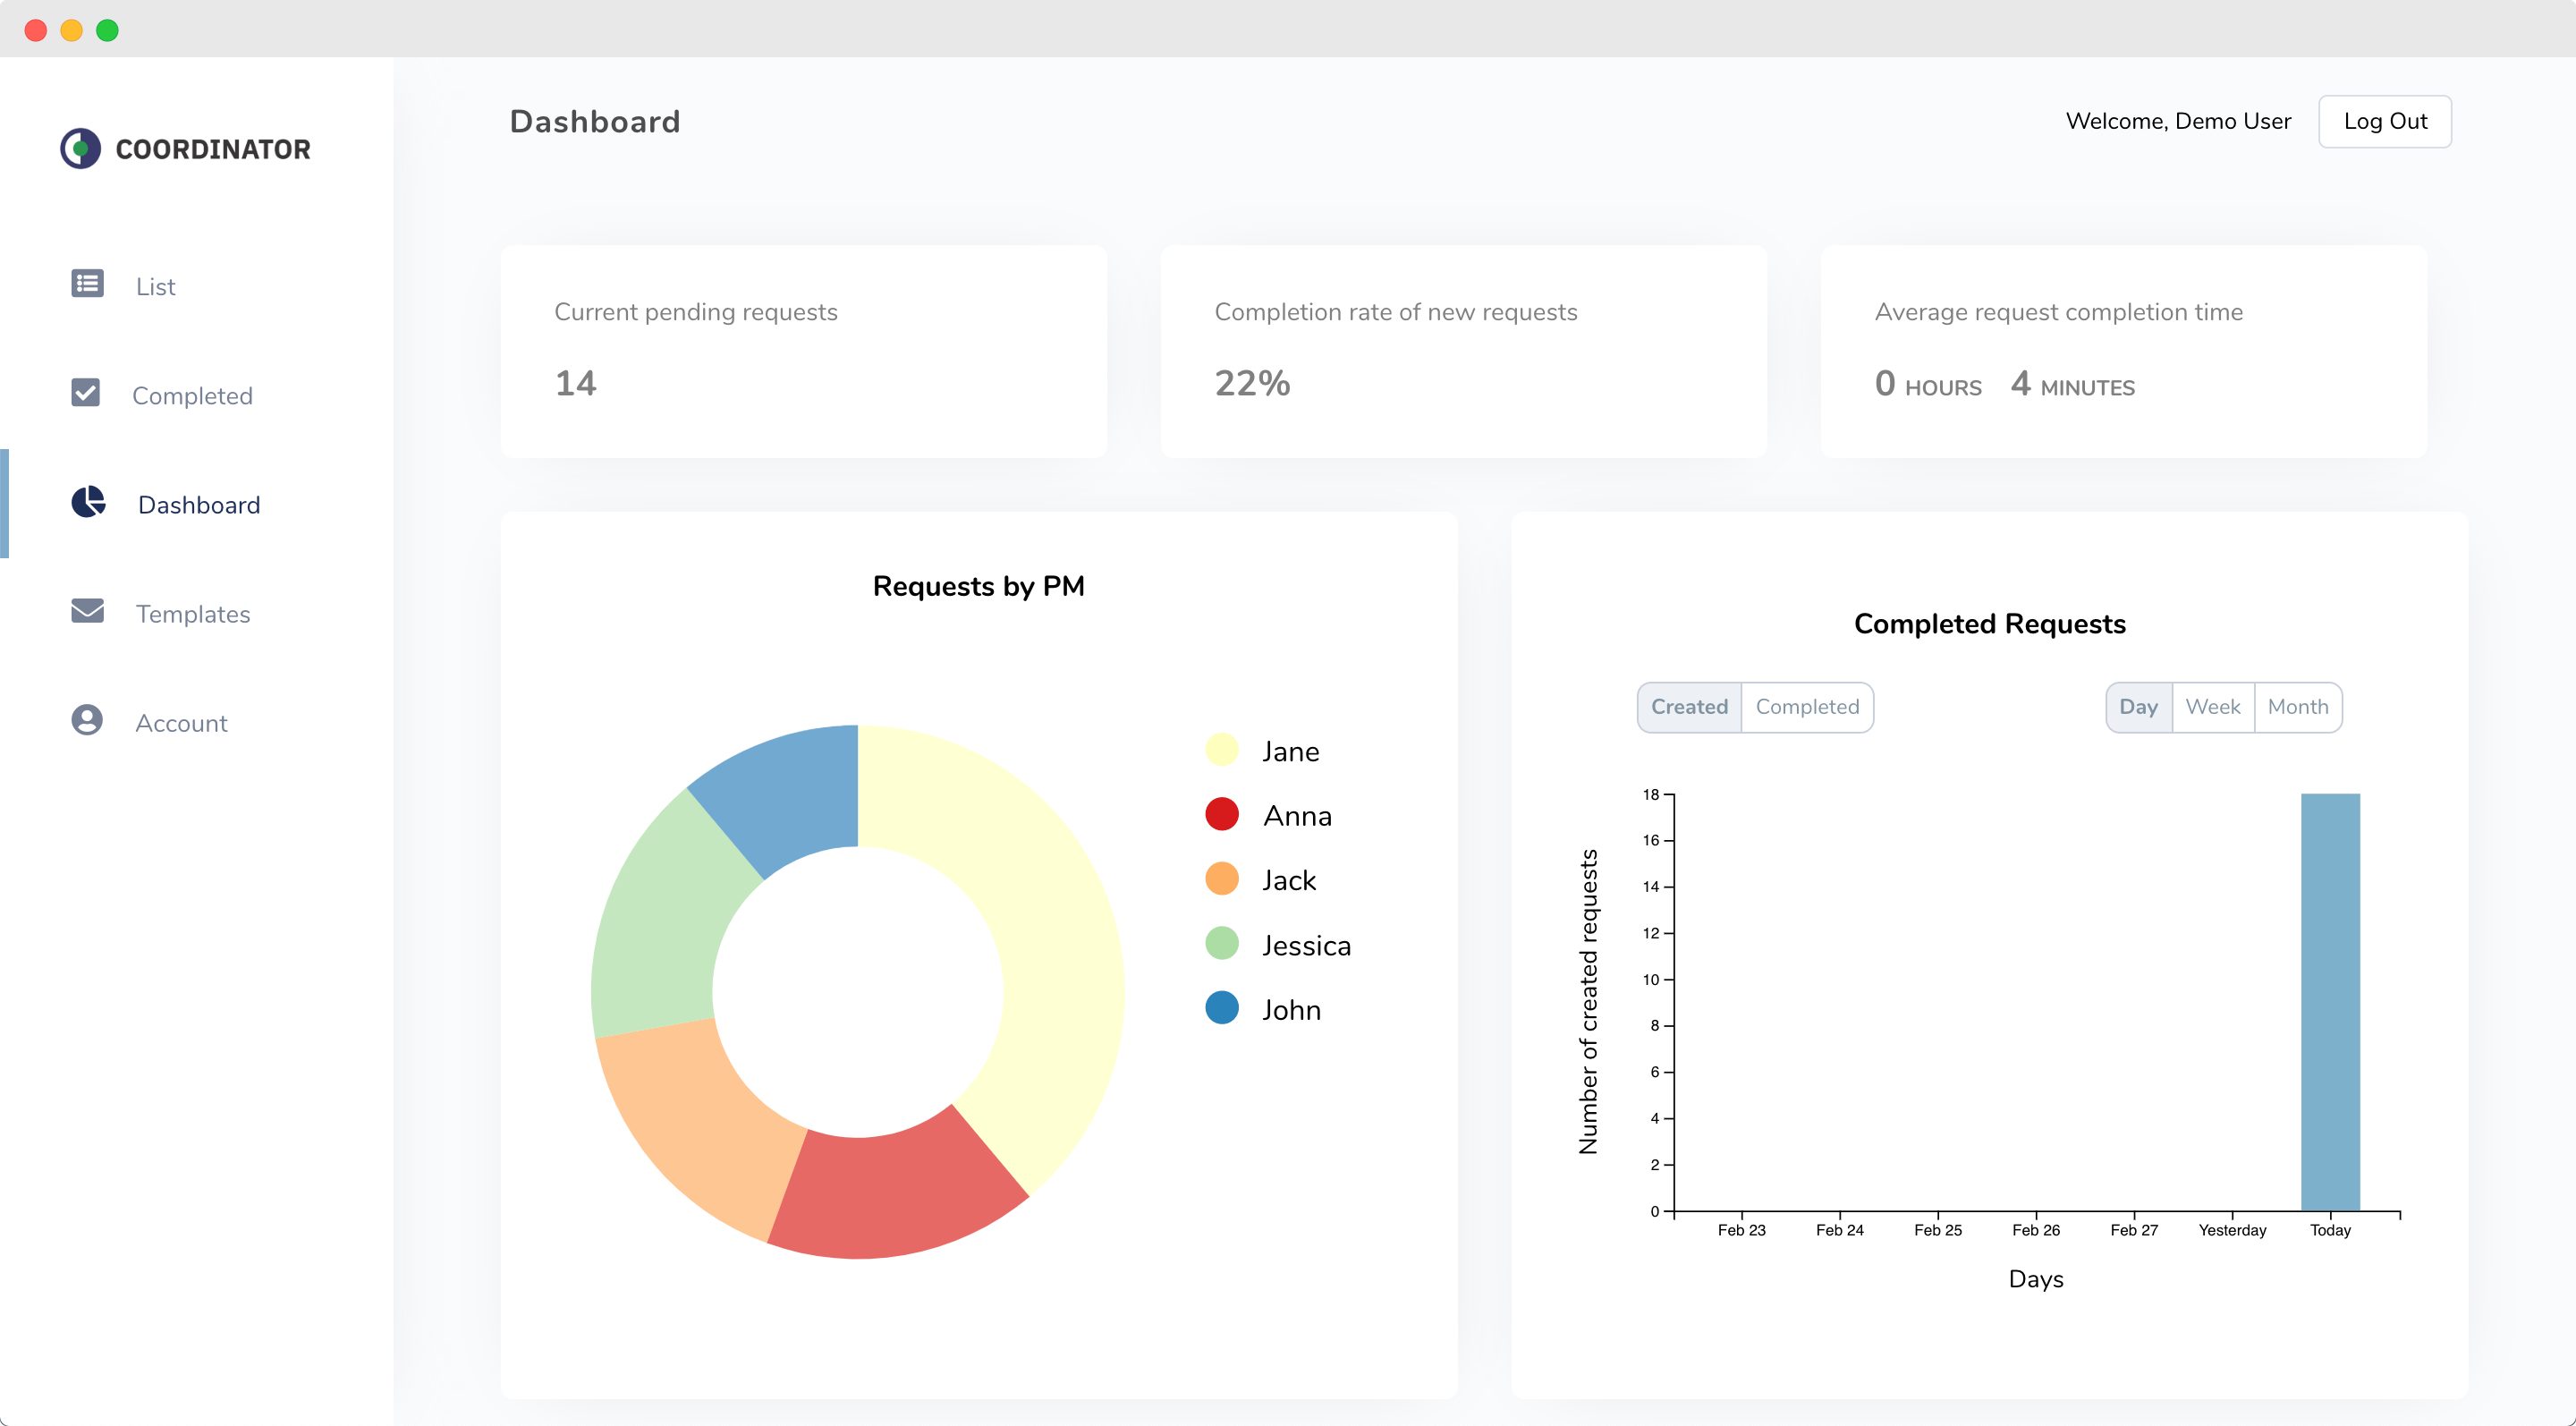 COORDINATOR
List
Completed
Dashboard
Templates
Account
Dashboard
Welcome, Demo User
Log Out
Current pending requests
14
Completion rate of new requests
22%
Average request completion time
0 HOURS 4 MINUTES
Requests by PM
Jane
Anna
Jack
Jessica
John
Completed Requests
Created Completed
Day Week Month
Number of created requests
18
16
14
12
10
8
6
4
2
0
Feb 23 Feb 24 Feb 25 Feb 26 Feb 27 Yesterday Today
Days